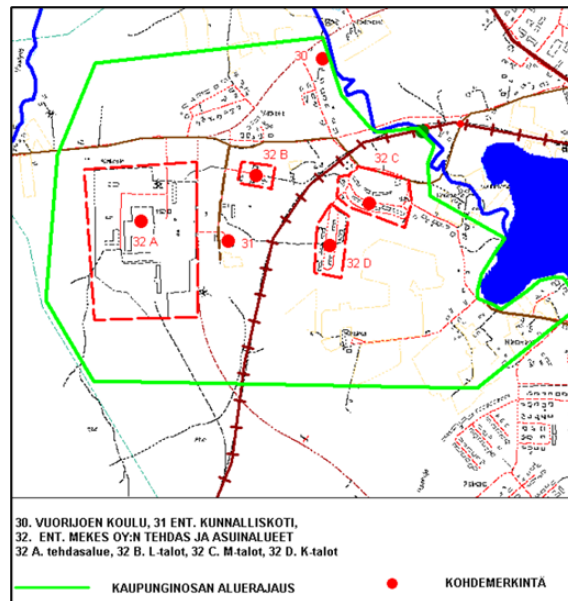 30
32 B
32 C
32 A
31
32 D
30. VUORIJOEN KOULU, 31 ENT. KUNNALLISKOTI,
32. ENT. MEKES OY:N TEHDAS JA ASUINALUEET
32 A. tehdasalue, 32 B. L-talot, 32 C. M-talot, 32 D. K-talot
KAUPUNGINOSAN ALUERAJAUS
KOHDEMERKINTÄ